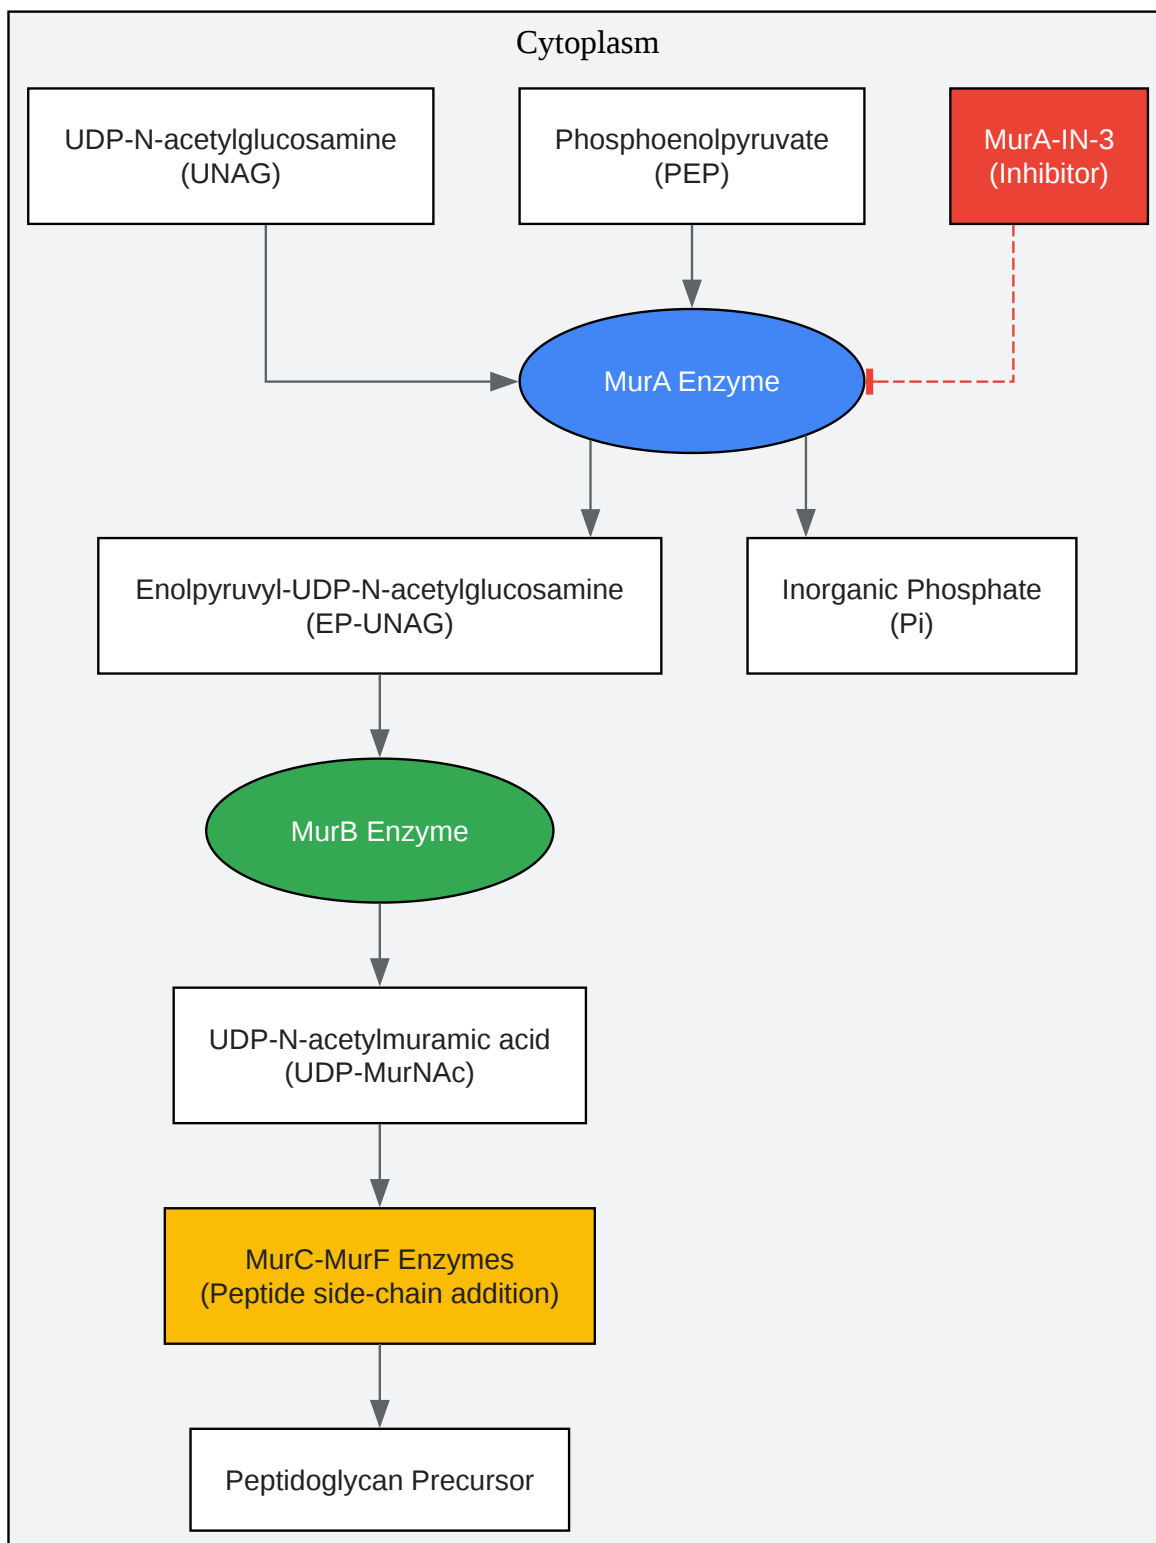 Cytoplasm
UDP-N-acetylglucosamine
(UNAG)
Phosphoenolpyruvate
(PEP)
MurA-IN-3
(Inhibitor)
MurA Enzyme
Enolpyruvyl-UDP-N-acetylglucosamine
(EP-UNAG)
Inorganic Phosphate
(Pi)
MurB Enzyme
UDP-N-acetylmuramic acid
(UDP-MurNAc)
MurC-MurF Enzymes
(Peptide side-chain addition)
Peptidoglycan Precursor